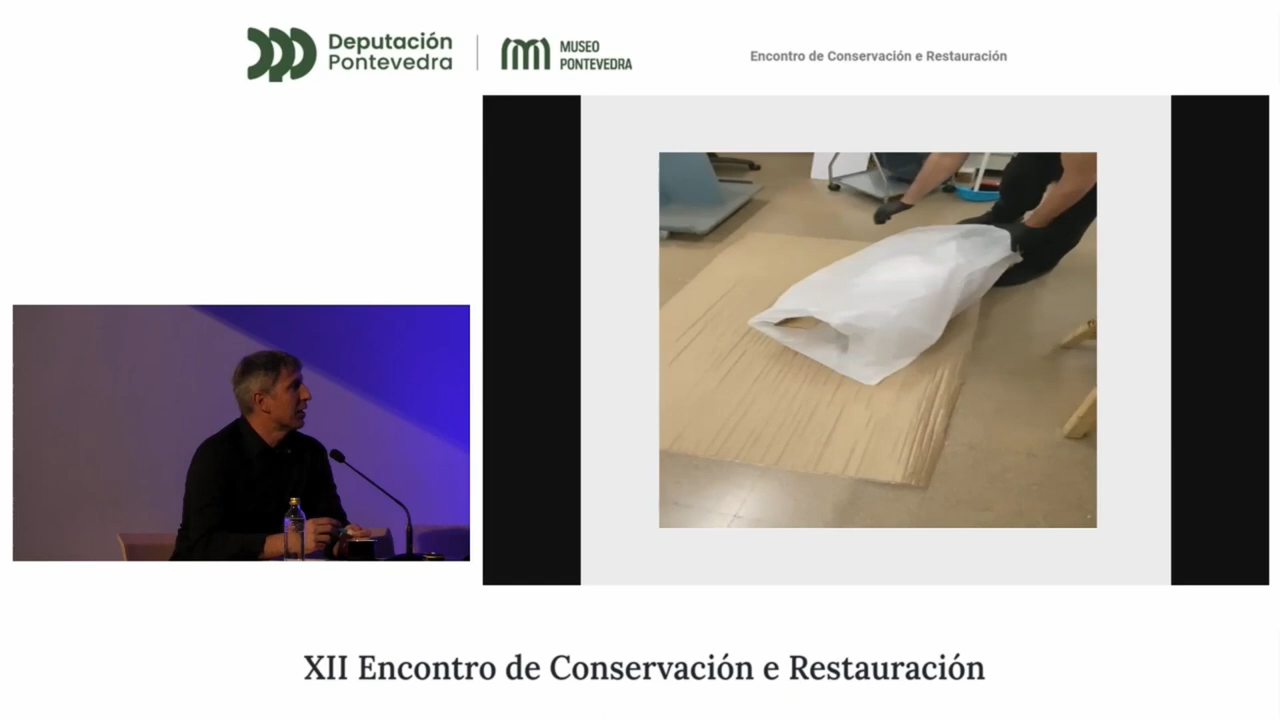 Deputación
Pontevedra
MUSEO
PONTEVEDRA
Encontro de Conservación e Restauración
XII Encontro de Conservación e Restauración